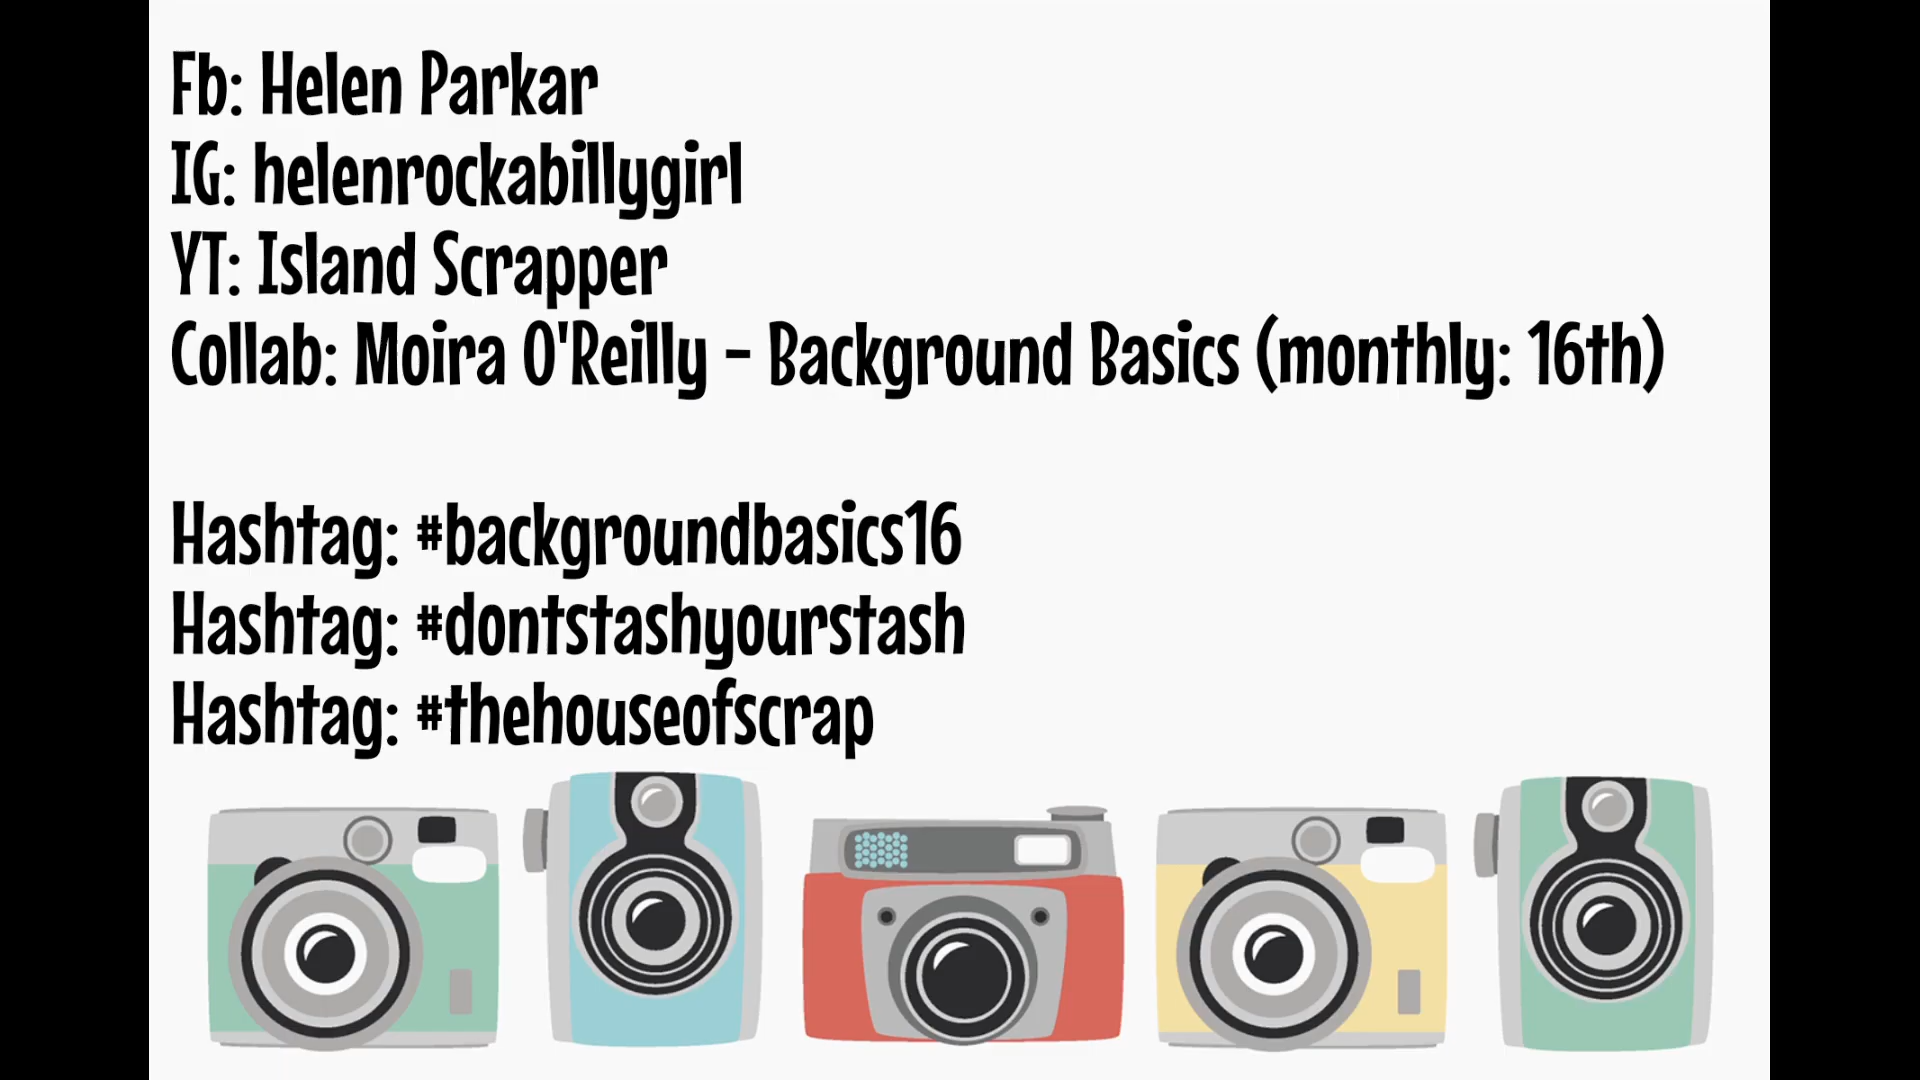 Fb: Helen Parkar
IG: helenrockabillygirl
YT: Island Scrapper
Collab: Moira O'Reilly - Background Basics (monthly: 16th)
Hashtag: #backgroundbasics16
Hashtag: #dontstashyourstash
Hashtag: #thehouseofscrap